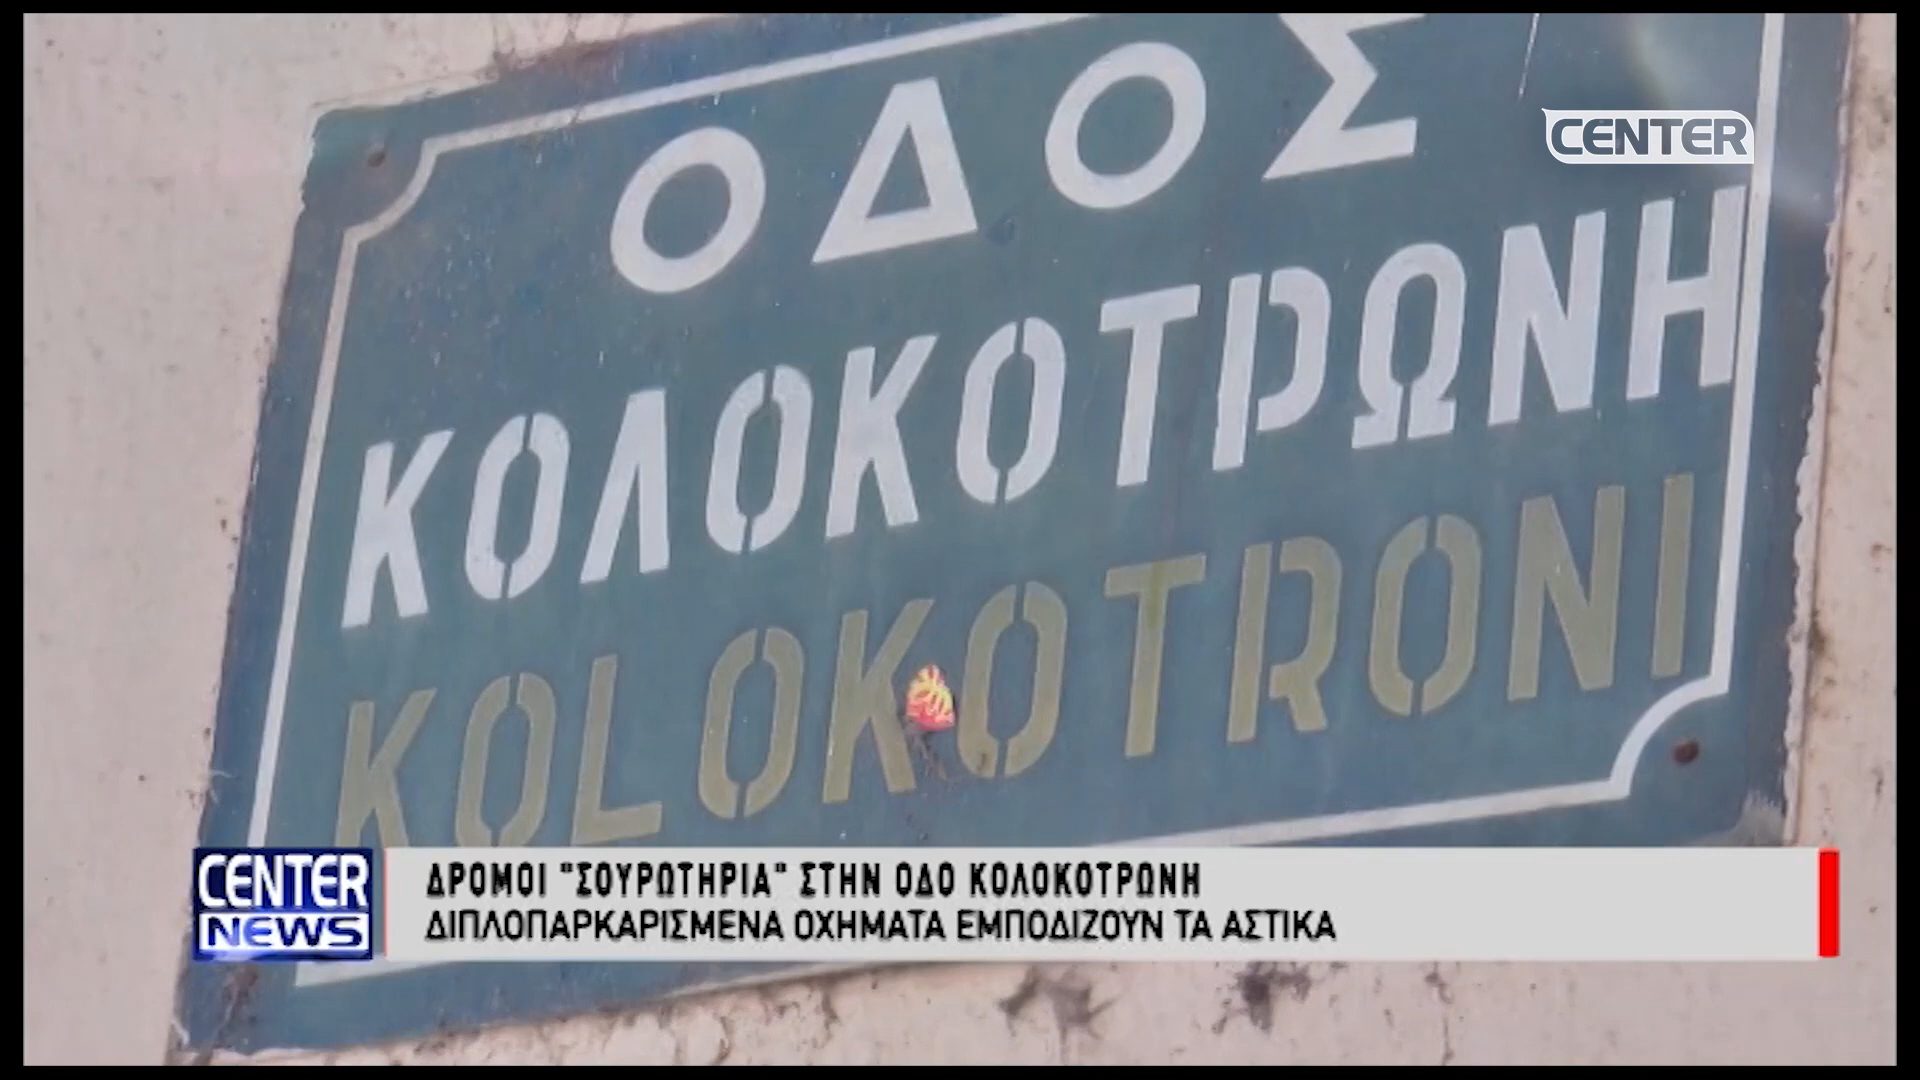 ΟΔΟΣ
CENTER
ΚΟΛΟΚΟΤΡΩΝΗ
KOLOKOTRONI
CENTER
NEWS
ΔΡΟΜΟΙ "ΣΟΥΡΩΤΗΡΙΑ" ΣΤΗΝ ΟΔΟ ΚΟΛΟΚΟΤΡΩΝΗ
ΔΙΠΛΟΠΑΡΚΑΡΙΣΜΕΝΑ ΟΧΗΜΑΤΑ ΕΜΠΟΔΙΖΟΥΝ ΤΑ ΑΣΤΙΚΑ